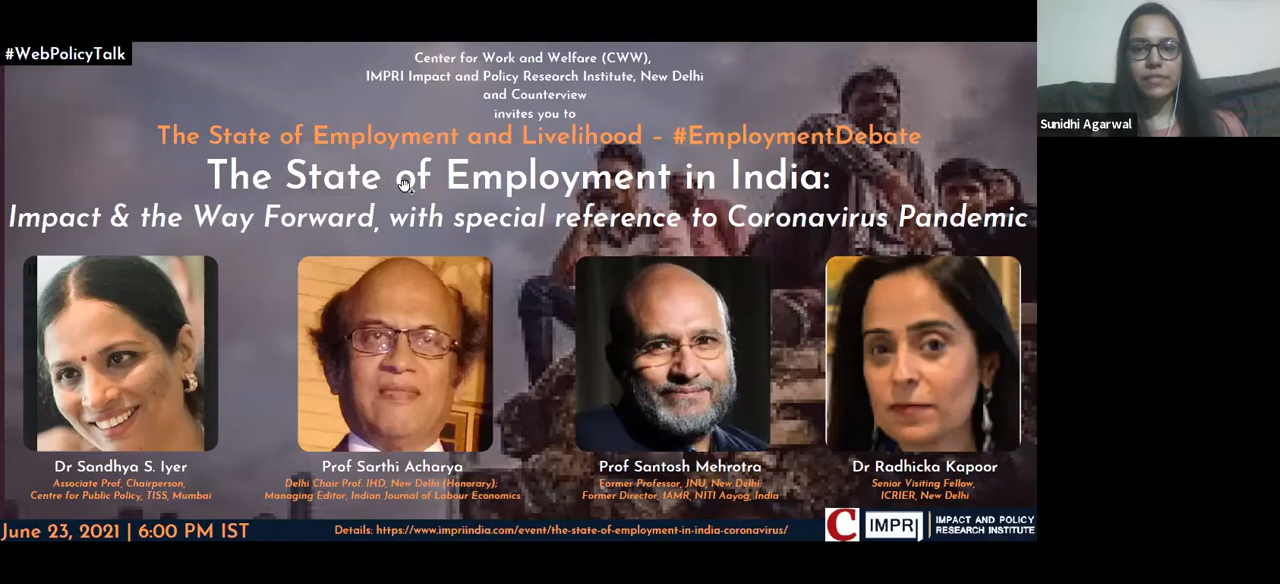 #WebPolicyTalk
Center for Work and Welfare (CWW),
IMPRI Impact and Policy Research Institute, New Delhi
and Counterview
invites you to
The State of Employment and Livelihood – #EmploymentDebate
The State of Employment in India:
Impact & the Way Forward, with special reference to Coronavirus Pandemic
Sunidhi Agarwal
Dr Sandhya S. Iyer
Associate Prof, Chairperson,
Centre for Public Policy, TISS, Mumbai
Prof Sarthi Acharya
Delhi Chair Prof. IHD, New Delhi (Honorary);
Managing Editor, Indian Journal of Labour Economics
Prof Santosh Mehrotra
Former Professor, JNU, New Delhi;
Former Director, IAMR, NITI Aayog, India
Dr Radhicka Kapoor
Senior Visiting Fellow,
ICRIER, New Delhi
June 23, 2021 | 6:00 PM IST
Details: https://www.impriindia.com/event/the-state-of-employment-in-india-coronavirus/
C
IMPRI
IMPACT AND POLICY
RESEARCH INSTITUTE